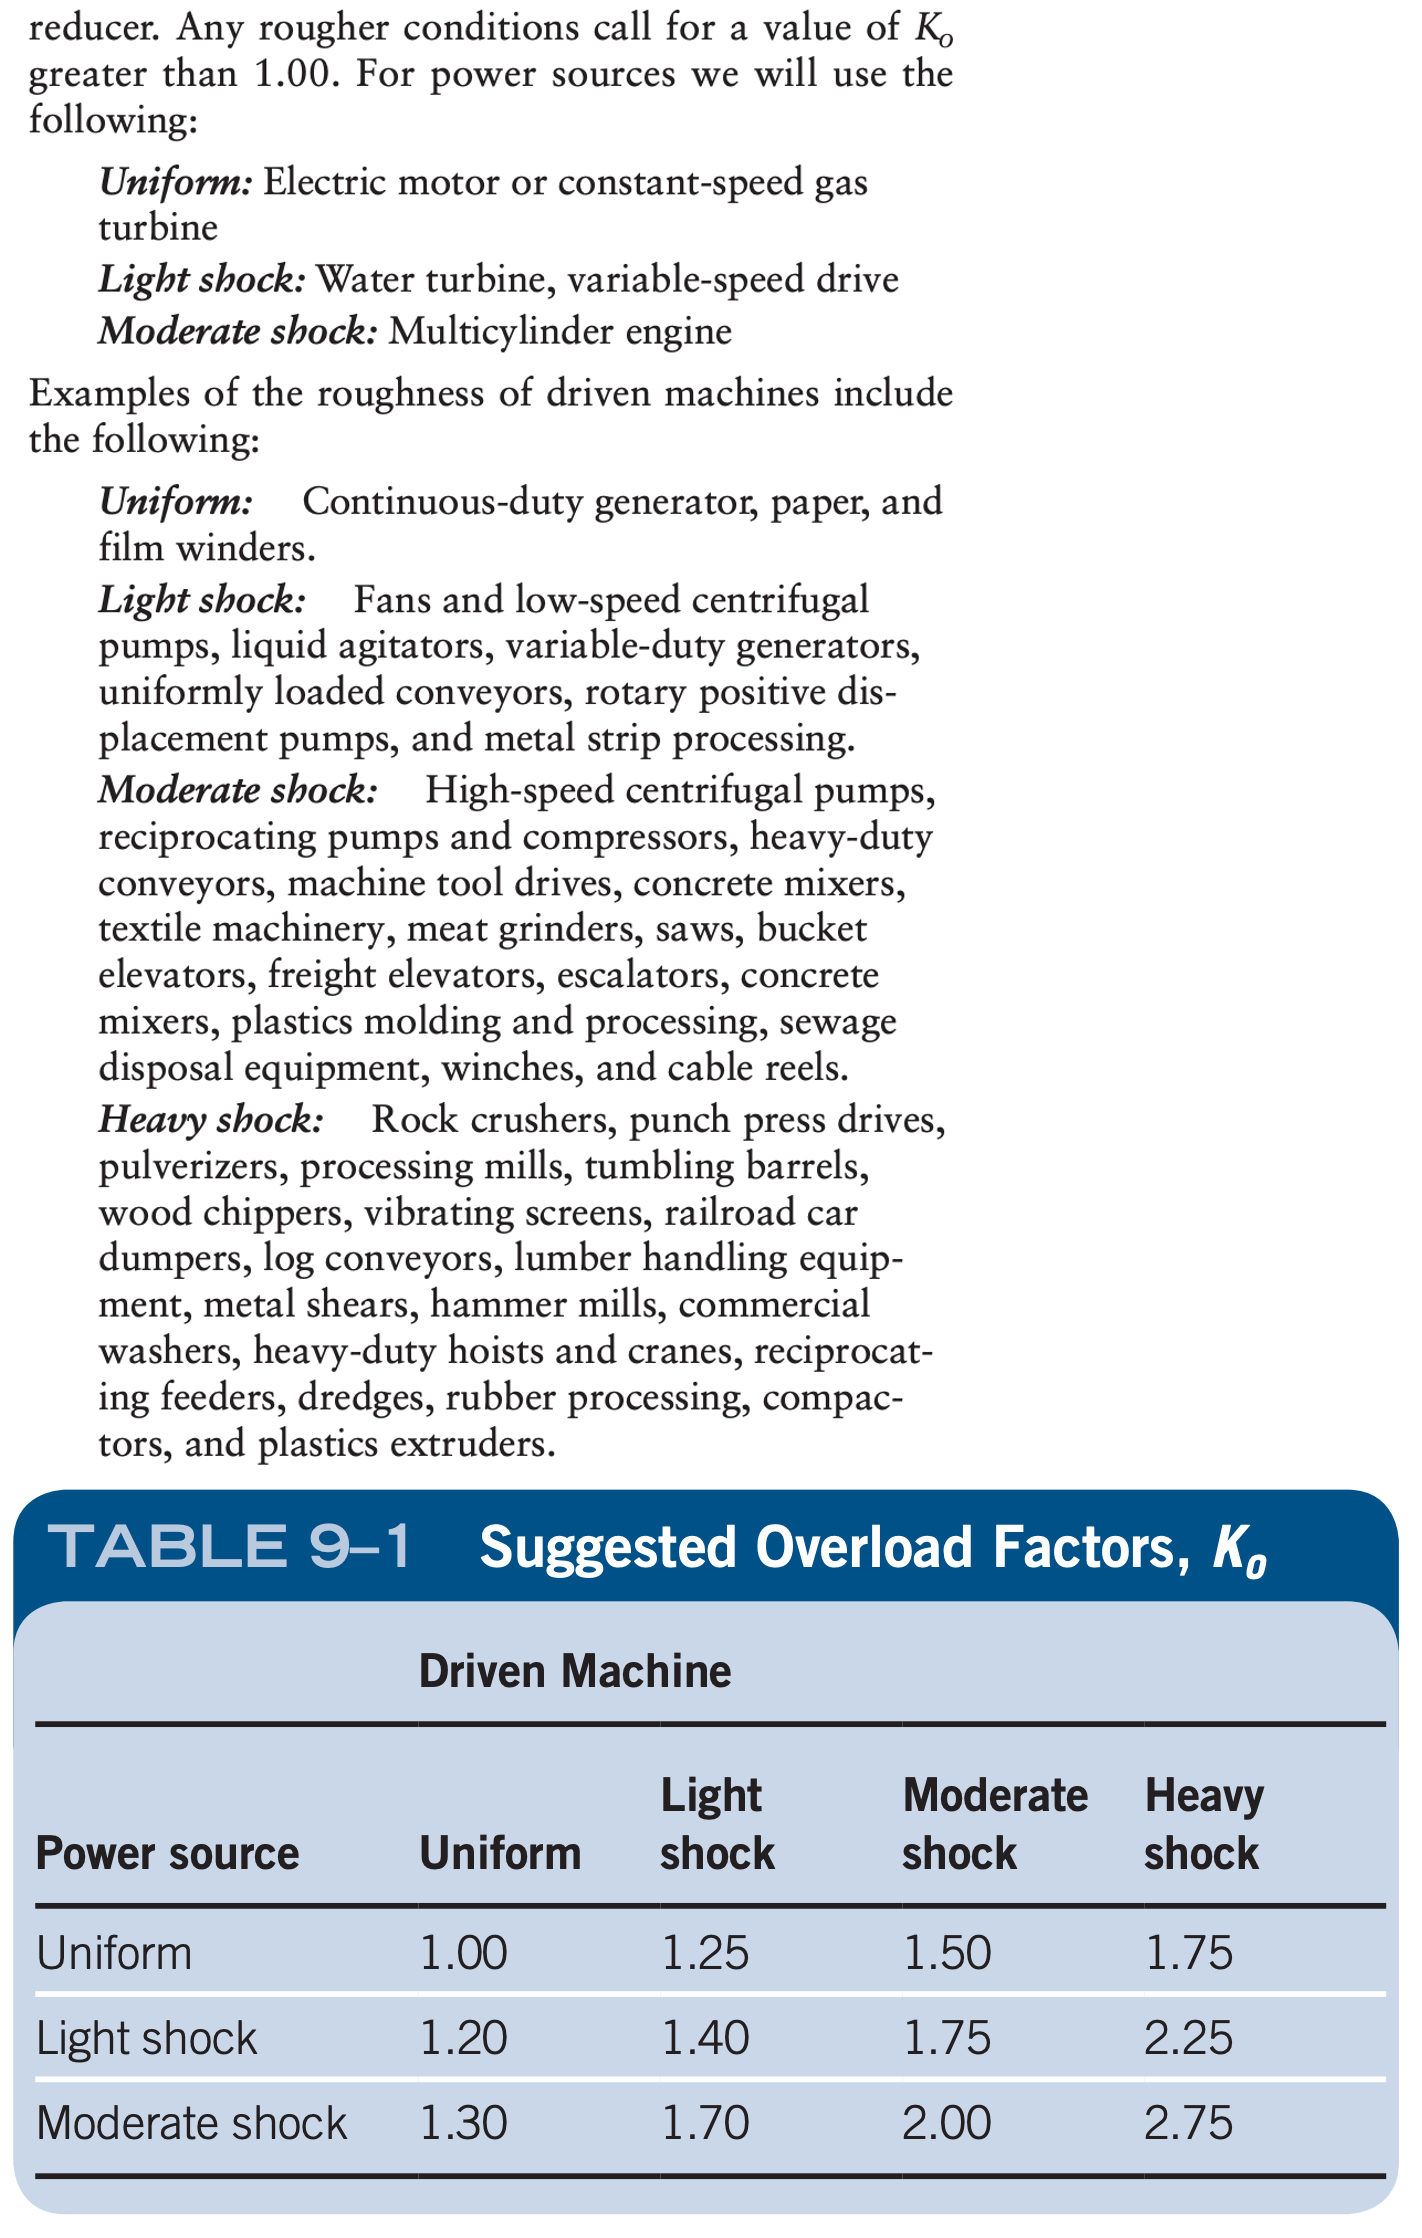 reducer. Any rougher conditions call for a value of Ko
greater than 1.00. For power sources we will use the
following:
Uniform: Electric motor or constant-speed gas
turbine
Light shock: Water turbine, variable-speed drive
Moderate shock: Multicylinder engine
Examples of the roughness of driven machines include
the following:
Uniform: Continuous-duty generator, paper, and
film winders.
Light shock: Fans and low-speed centrifugal
pumps, liquid agitators, variable-duty generators,
uniformly loaded conveyors, rotary positive dis-
placement pumps, and metal strip processing.
Moderate shock: High-speed centrifugal pumps,
reciprocating pumps and compressors, heavy-duty
conveyors, machine tool drives, concrete mixers,
textile machinery, meat grinders, saws, bucket
elevators, freight elevators, escalators, concrete
mixers, plastics molding and processing, sewage
disposal equipment, winches, and cable reels.
Heavy shock: Rock crushers, punch press drives,
pulverizers, processing mills, tumbling barrels,
wood chippers, vibrating screens, railroad car
dumpers, log conveyors, lumber handling equip-
ment, metal shears, hammer mills, commercial
washers, heavy-duty hoists and cranes, reciprocat-
ing feeders, dredges, rubber processing, compac-
tors, and plastics extruders.
TABLE 9–1 Suggested Overload Factors, Ko
Driven Machine
Power source Uniform Light shock Moderate shock Heavy shock
Uniform 1.00 1.25 1.50 1.75
Light shock 1.20 1.40 1.75 2.25
Moderate shock 1.30 1.70 2.00 2.75